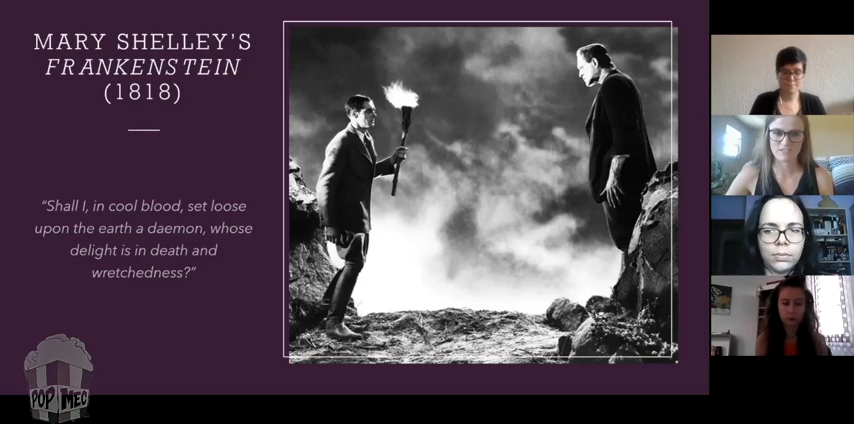 MARY SHELLEY'S
FRANKENSTEIN
(1818)
“Shall I, in cool blood, set loose
upon the earth a daemon, whose
delight is in death and
wretchedness?”
POP MEC